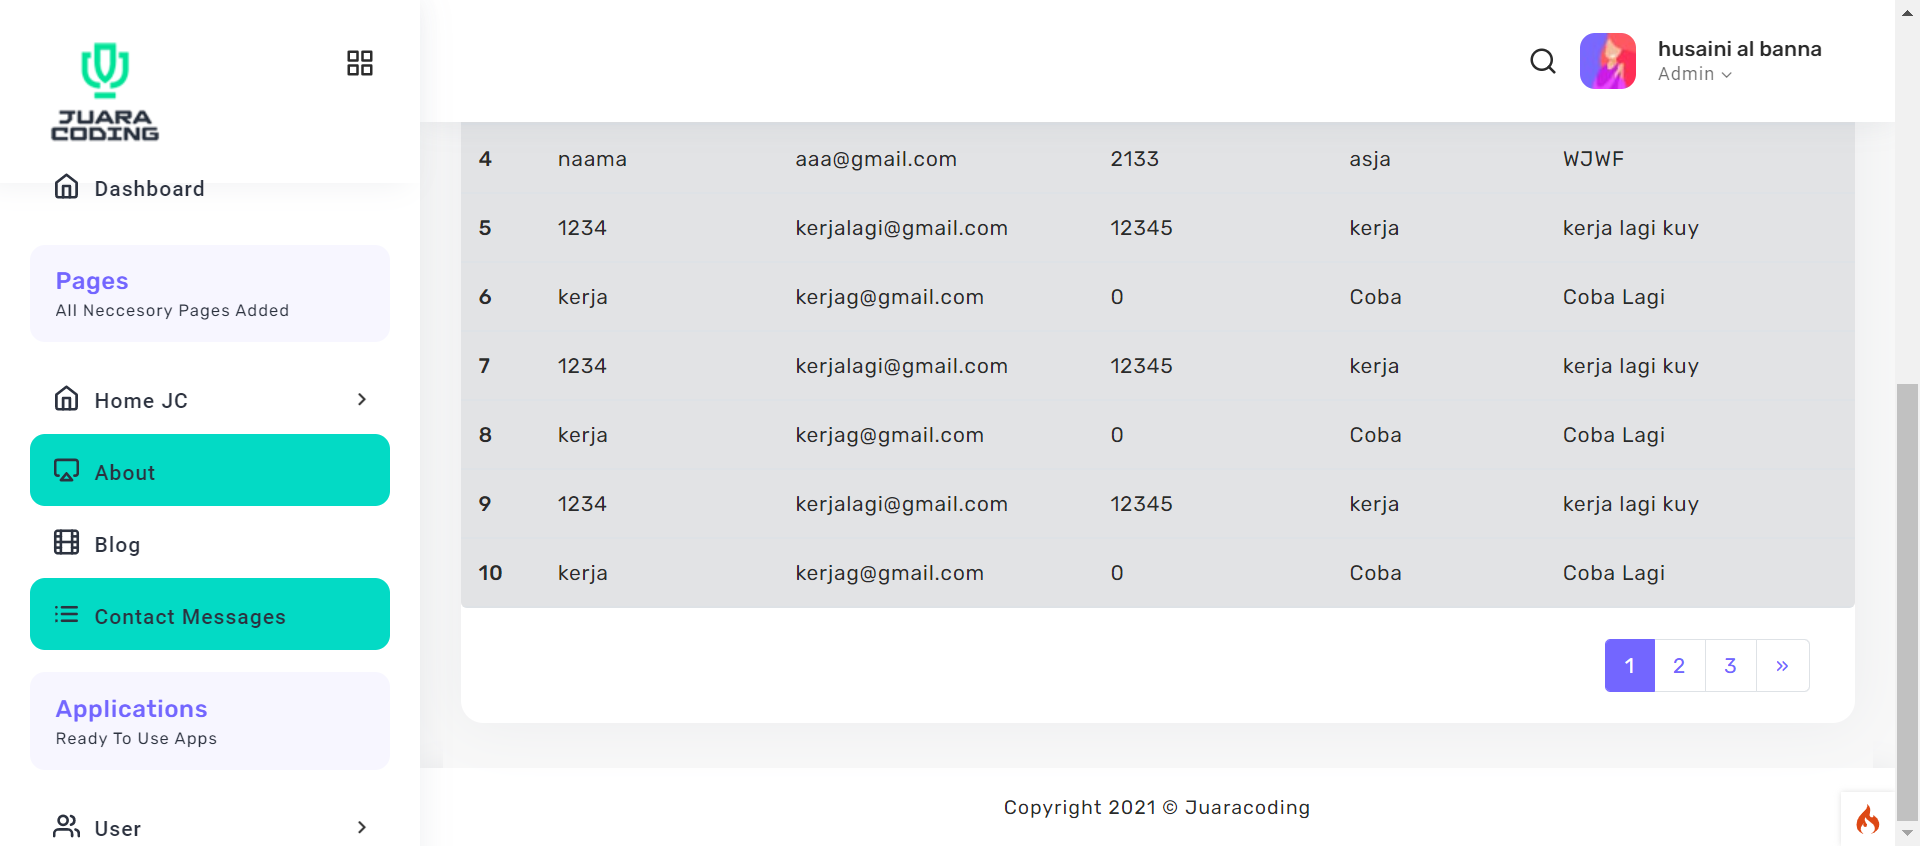 JUARA
CODING
husaini al banna
Admin
Dashboard
Pages
All Neccesory Pages Added
Home JC
About
Blog
Contact Messages
Applications
Ready To Use Apps
User
4 naama aaa@gmail.com 2133 asja WJWF
5 1234 kerjalagi@gmail.com 12345 kerja kerja lagi kuy
6 kerja kerjag@gmail.com 0 Coba Coba Lagi
7 1234 kerjalagi@gmail.com 12345 kerja kerja lagi kuy
8 kerja kerjag@gmail.com 0 Coba Coba Lagi
9 1234 kerjalagi@gmail.com 12345 kerja kerja lagi kuy
10 kerja kerjag@gmail.com 0 Coba Coba Lagi
1 2 3 »
Copyright 2021 © Juaracoding